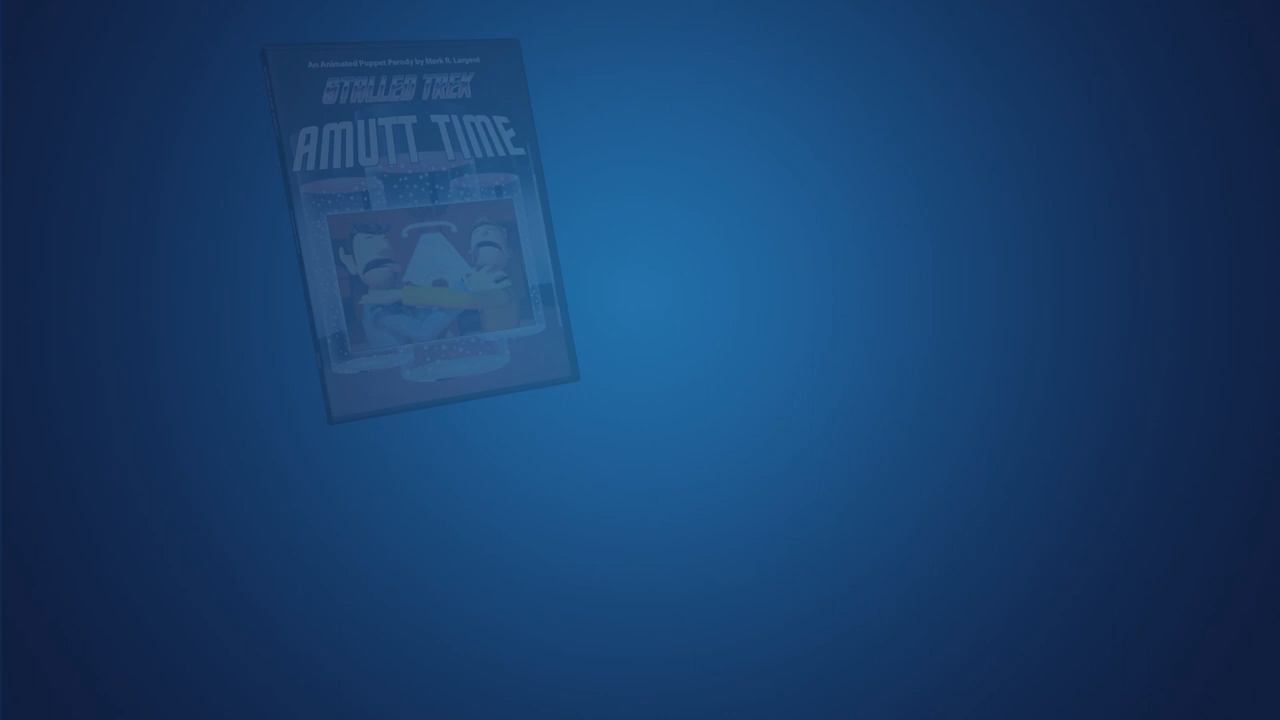 An Animated Puppet Parody by Mark R. Largent
STALLED TREK
AMUTT TIME